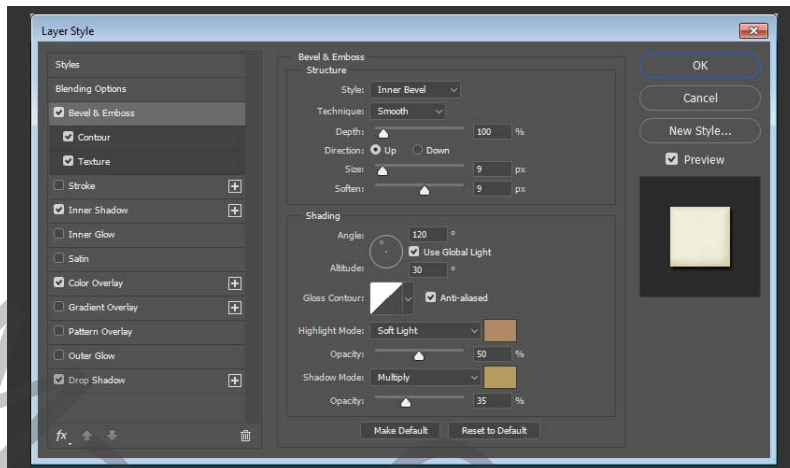 Layer Style
Styles
Blending Options
Bevel & Emboss
Contour
Texture
Stroke
Inner Shadow
Inner Glow
Satin
Color Overlay
Gradient Overlay
Pattern Overlay
Outer Glow
Drop Shadow
fx
Bevel & Emboss
Structure
Style: Inner Bevel
Technique: Smooth
Depth: 100 %
Direction: Up Down
Size: 9 px
Soften: 9 px
Shading
Angle: 120 °
Use Global Light
Altitude: 30 °
Gloss Contour: Anti-aliased
Highlight Mode: Soft Light
Opacity: 50 %
Shadow Mode: Multiply
Opacity: 35 %
Make Default Reset to Default
OK
Cancel
New Style...
Preview